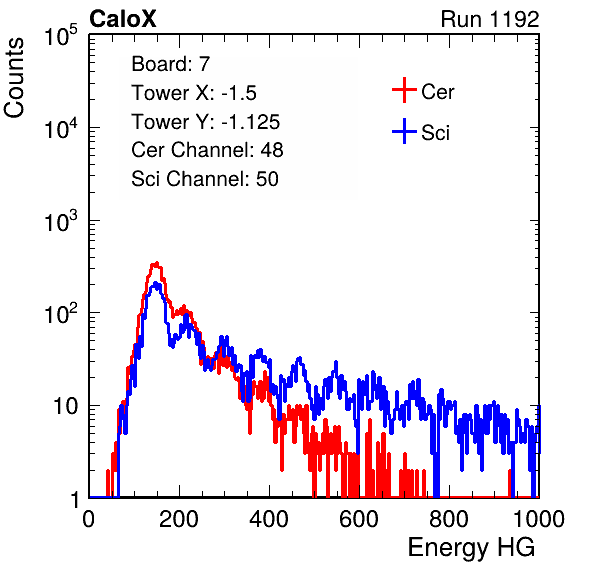 CaloX Run 1192
Counts
Board: 7
Tower X: -1.5
Tower Y: -1.125
Cer Channel: 48
Sci Channel: 50
Cer
Sci
10^5
10^4
10^3
10^2
10
1
0 200 400 600 800 1000
Energy HG